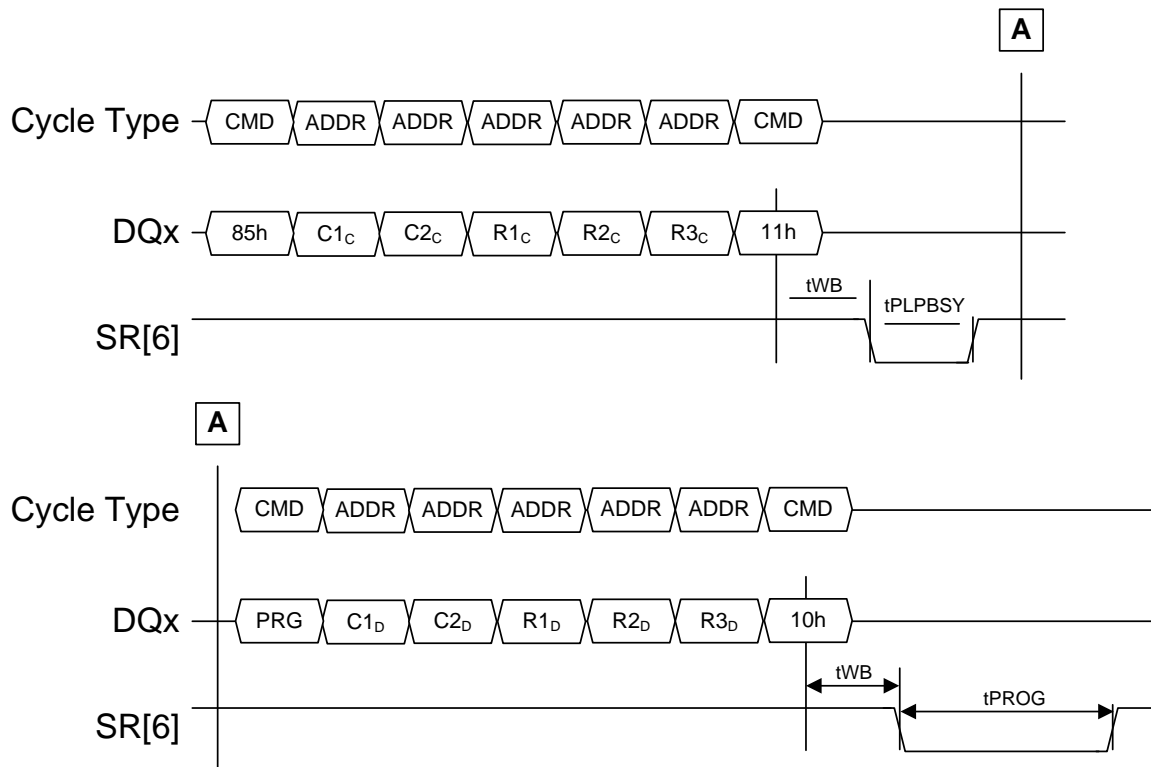 A
Cycle Type CMD ADDR ADDR ADDR ADDR ADDR CMD
DQx 85h C1C C2C R1C R2C R3C 11h
tWB tPLPBSY
SR[6]
A
Cycle Type CMD ADDR ADDR ADDR ADDR ADDR CMD
DQx PRG C1D C2D R1D R2D R3D 10h
tWB tPROG
SR[6]